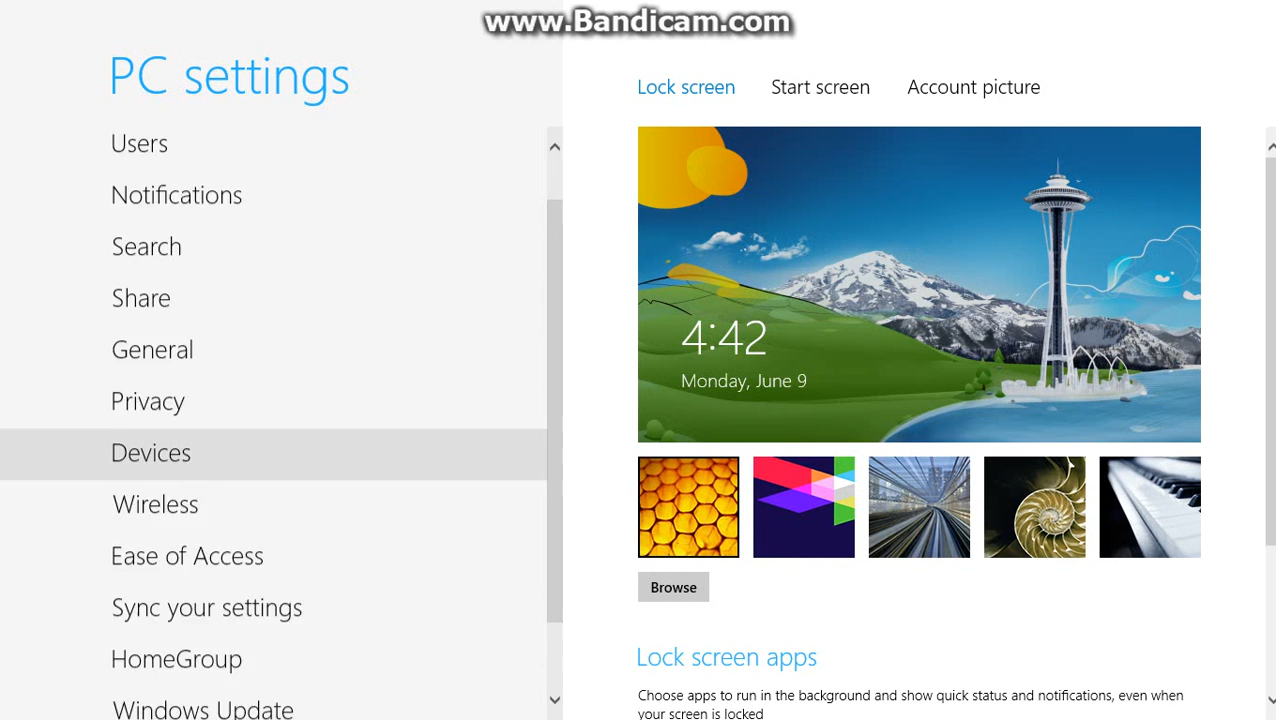 www.Bandicam.com
PC settings
Users
Notifications
Search
Share
General
Privacy
Devices
Wireless
Ease of Access
Sync your settings
HomeGroup
Windows Update
Lock screen Start screen Account picture
4:42
Monday, June 9
Browse
Lock screen apps
Choose apps to run in the background and show quick status and notifications, even when
your screen is locked